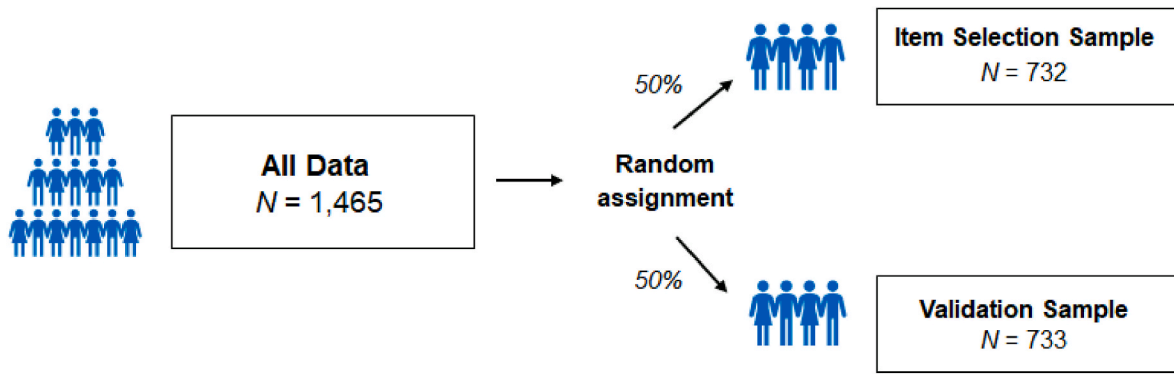 All Data
N = 1,465
Random
assignment
50%
Item Selection Sample
N = 732
50%
Validation Sample
N = 733